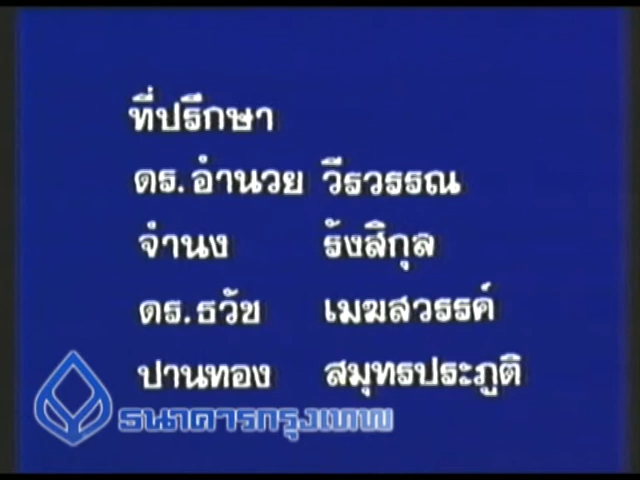 ที่ปรึกษา
ดร.อำนวย วีรวรรณ
จำนง รังสิกุล
ดร.ธวัช เมฆสวรรค์
ปานทอง สมุทรประภูติ
ธนาคารกรุงเทพ